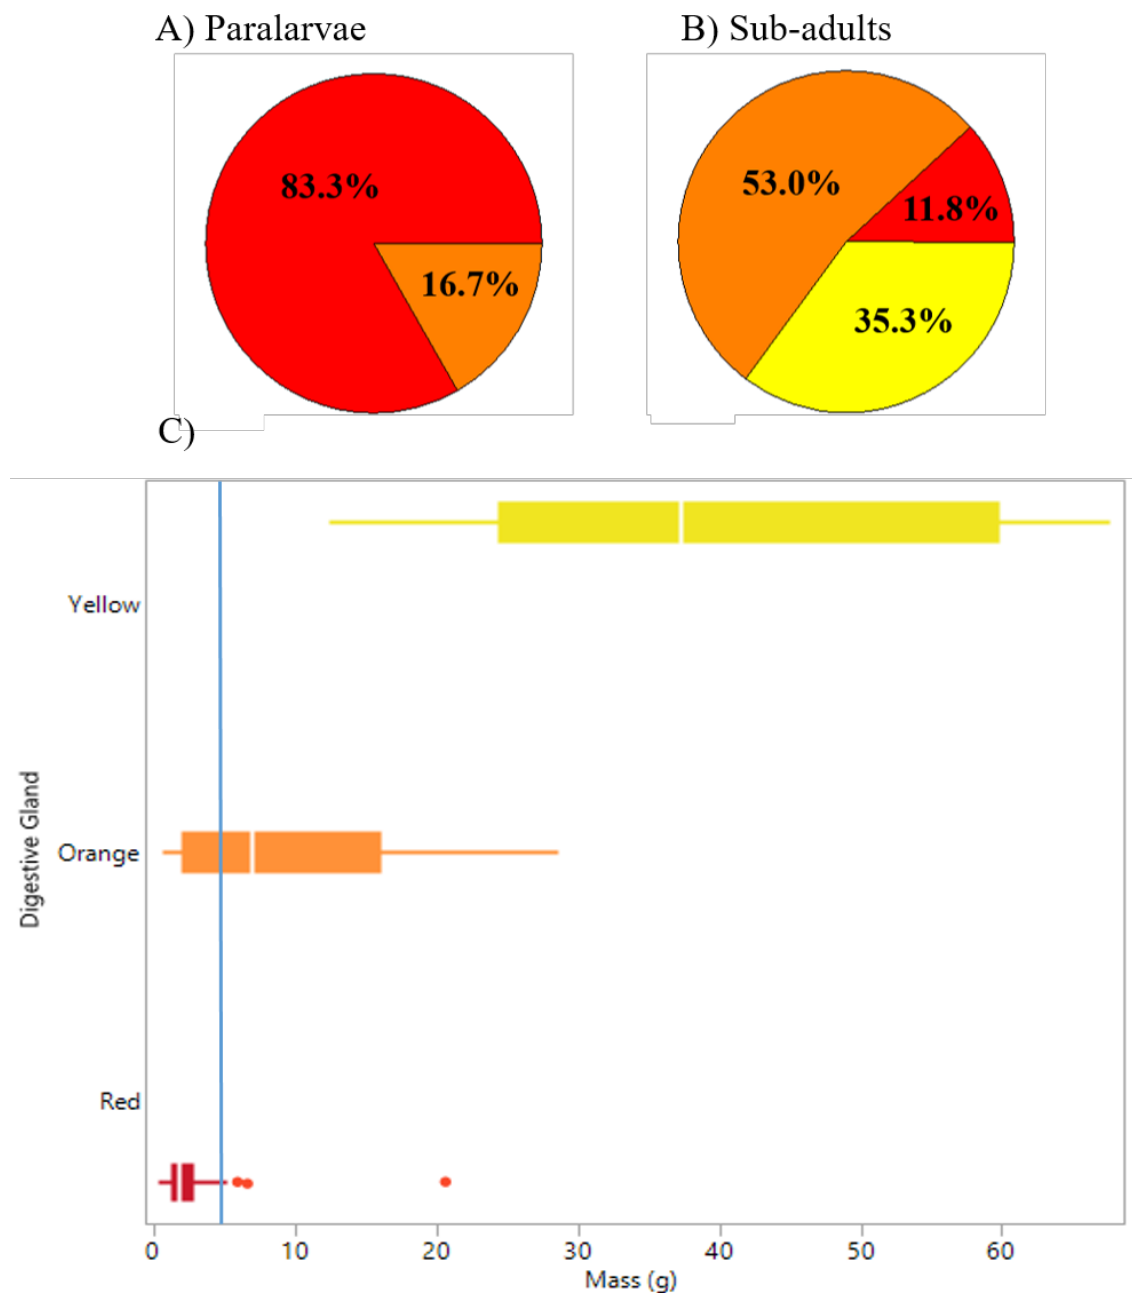 A) Paralarvae
B) Sub-adults
83.3%
16.7%
53.0%
11.8%
35.3%
C)
Digestive Gland
Yellow
Orange
Red
0 10 20 30 40 50 60
Mass (g)